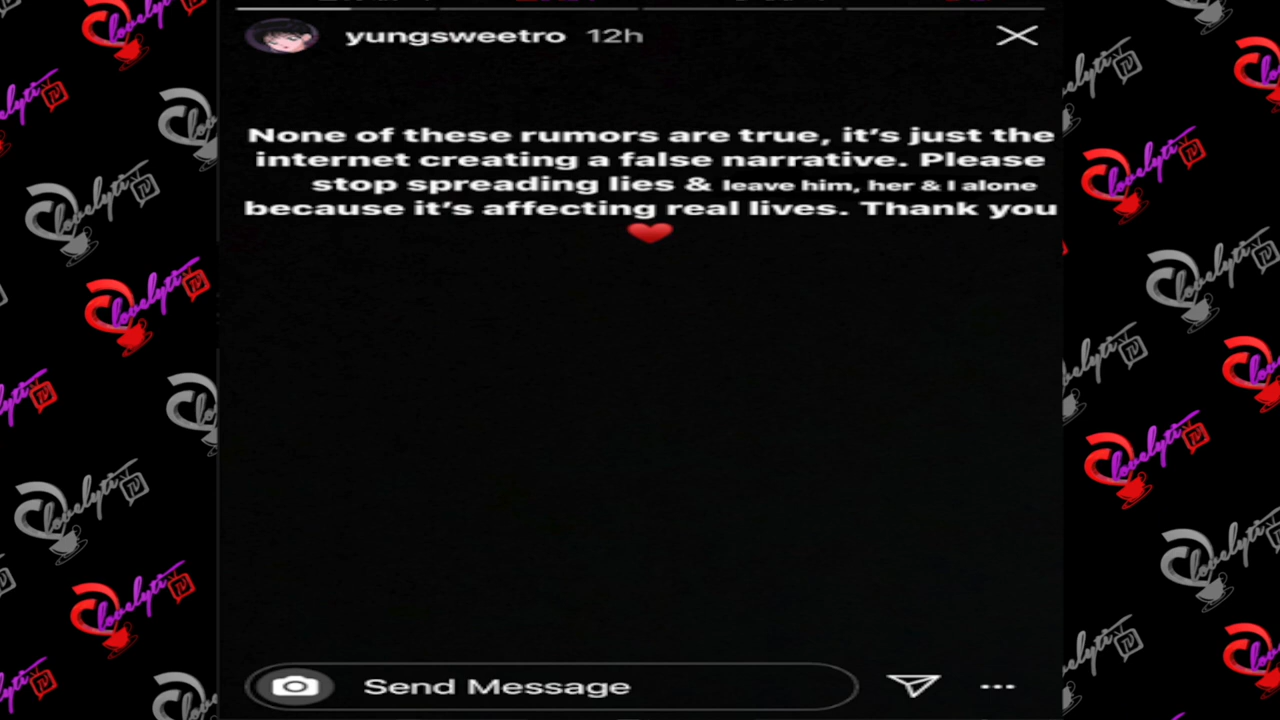 yungsweetro 12h
None of these rumors are true, it's just the
internet creating a false narrative. Please
stop spreading lies & leave him, her & I alone
because it's affecting real lives. Thank you
❤️
Send Message